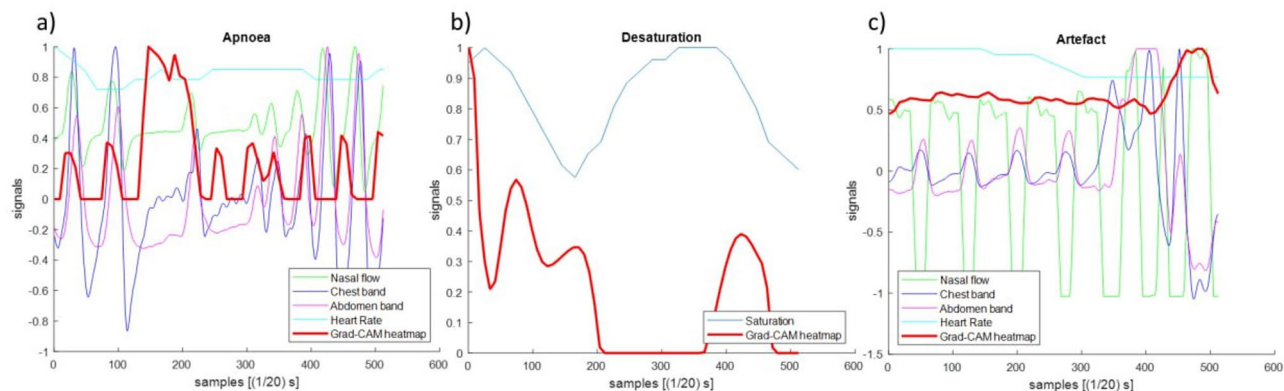 a)
Apnoea
1
0.8
0.6
0.4
0.2
0
-0.2
-0.4
-0.6
-0.8
-1
signals
0 100 200 300 400 500 600
samples [(1/20) s]
Nasal flow
Chest band
Abdomen band
Heart Rate
Grad-CAM heatmap
b)
Desaturation
1
0.9
0.8
0.7
0.6
0.5
0.4
0.3
0.2
0.1
0
signals
0 100 200 300 400 500 600
samples [(1/20) s]
Saturation
Grad-CAM heatmap
c)
Artefact
1
0.5
0
-0.5
-1
-1.5
signals
0 100 200 300 400 500 600
samples [(1/20) s]
Nasal flow
Chest band
Abdomen band
Heart Rate
Grad-CAM heatmap